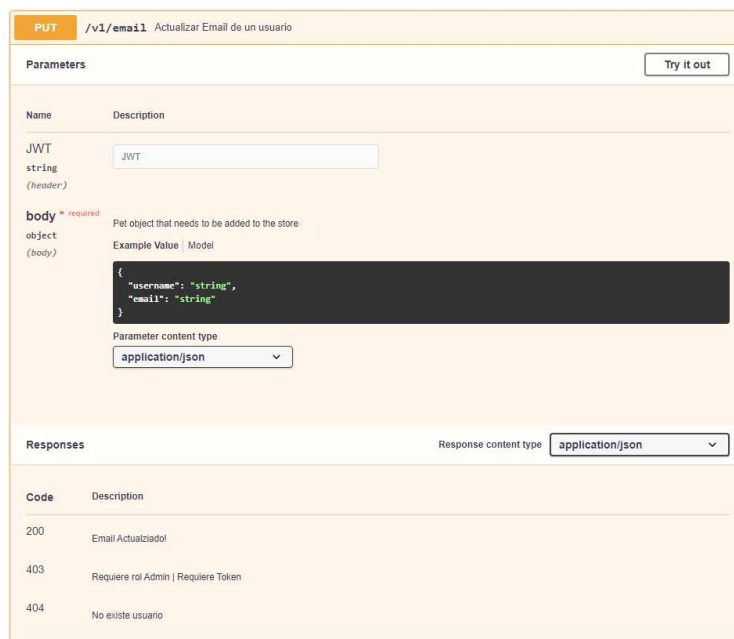 PUT /v1/email Actualizar Email de un usuario
Parameters
Try it out
Name Description
JWT
string
(header)
JWT
body * required
object
(body)
Pet object that needs to be added to the store
Example Value | Model
{
"username": "string",
"email": "string"
}
Parameter content type
application/json
Responses
Response content type application/json
Code Description
200 Email Actualziado!
403 Requiere rol Admin | Requiere Token
404 No existe usuario